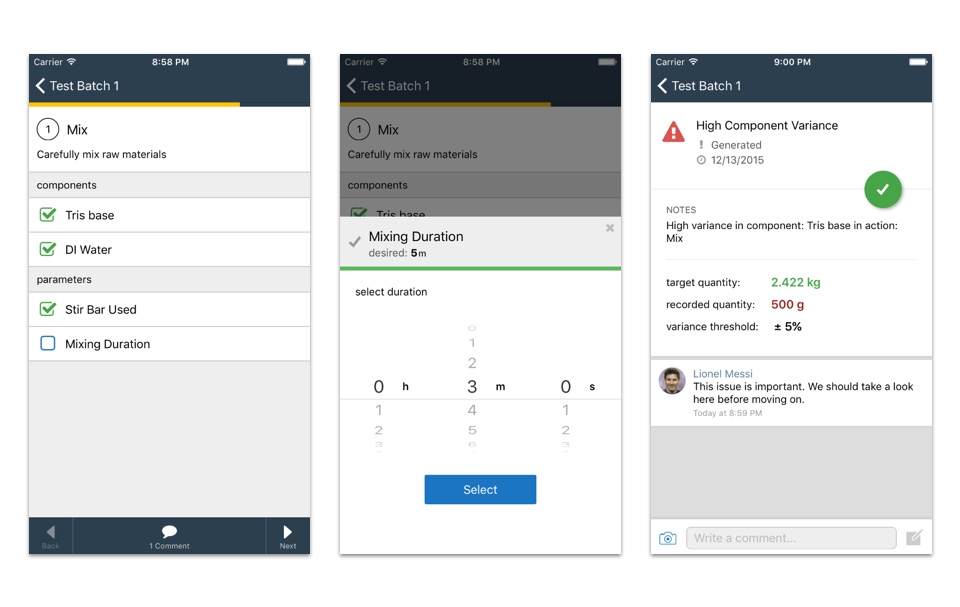 Carrier 8:58 PM
Test Batch 1
1 Mix
Carefully mix raw materials
components
Tris base
DI Water
parameters
Stir Bar Used
Mixing Duration
Back
1 Comment
Next
Carrier 8:58 PM
Test Batch 1
1 Mix
Carefully mix raw materials
components
Tris base
Mixing Duration
desired: 5m
select duration
0
1
2
0 h 3 m 0 s
1 4 1
2 5 2
3 6 3
Select
Carrier 9:00 PM
Test Batch 1
High Component Variance
! Generated
12/13/2015
NOTES
High variance in component: Tris base in action:
Mix
target quantity: 2.422 kg
recorded quantity: 500 g
variance threshold: ± 5%
Lionel Messi
This issue is important. We should take a look
here before moving on.
Today at 8:59 PM
Write a comment...